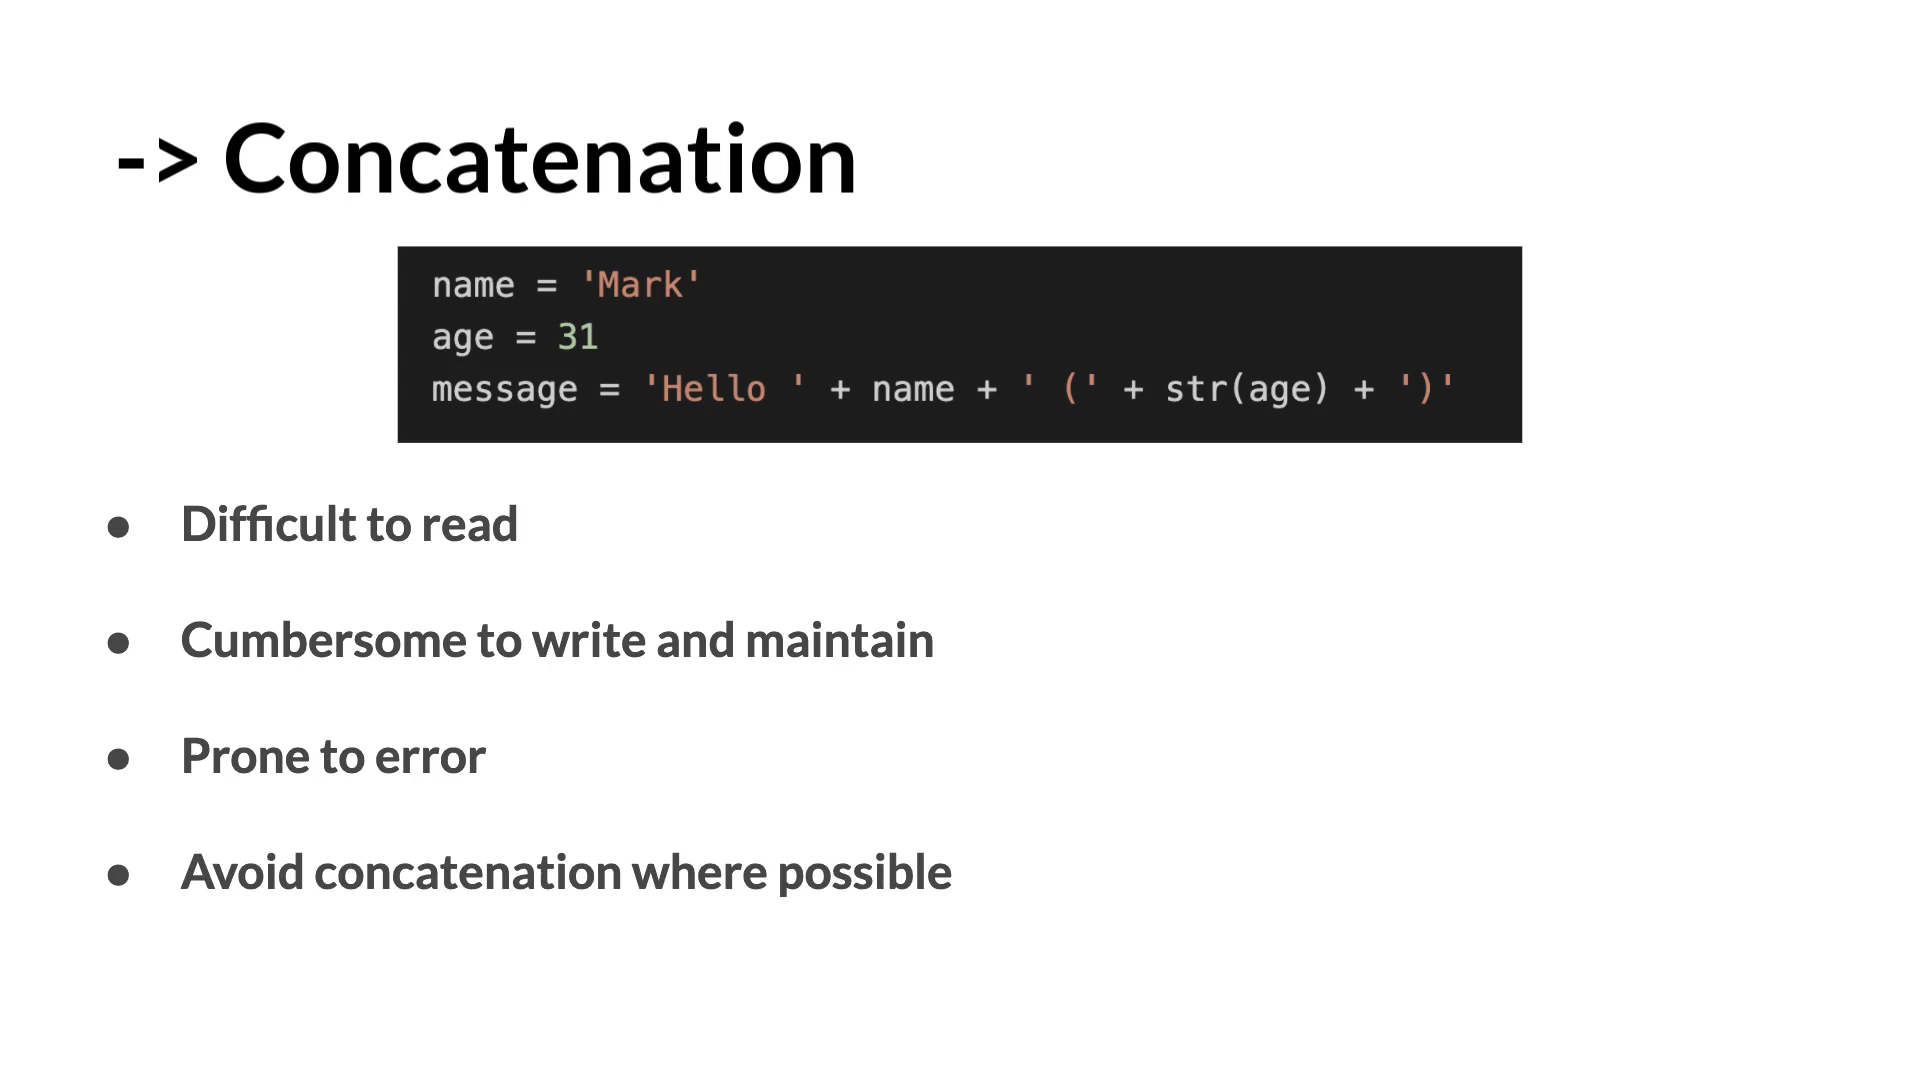 -> Concatenation
name = 'Mark'
age = 31
message = 'Hello ' + name + ' (' + str(age) + ')'
● Difficult to read
● Cumbersome to write and maintain
● Prone to error
● Avoid concatenation where possible